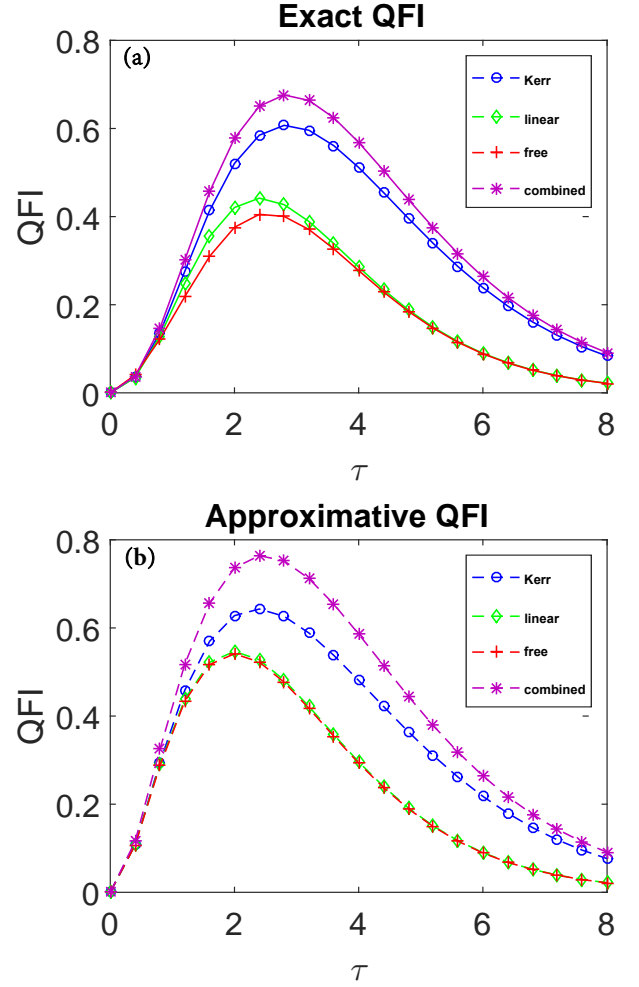 Exact QFI
(a)
0.8
0.6
0.4
0.2
0
QFI
Kerr
linear
free
combined
0 2 4 6 8
τ
Approximative QFI
(b)
0.8
0.6
0.4
0.2
0
QFI
Kerr
linear
free
combined
0 2 4 6 8
τ